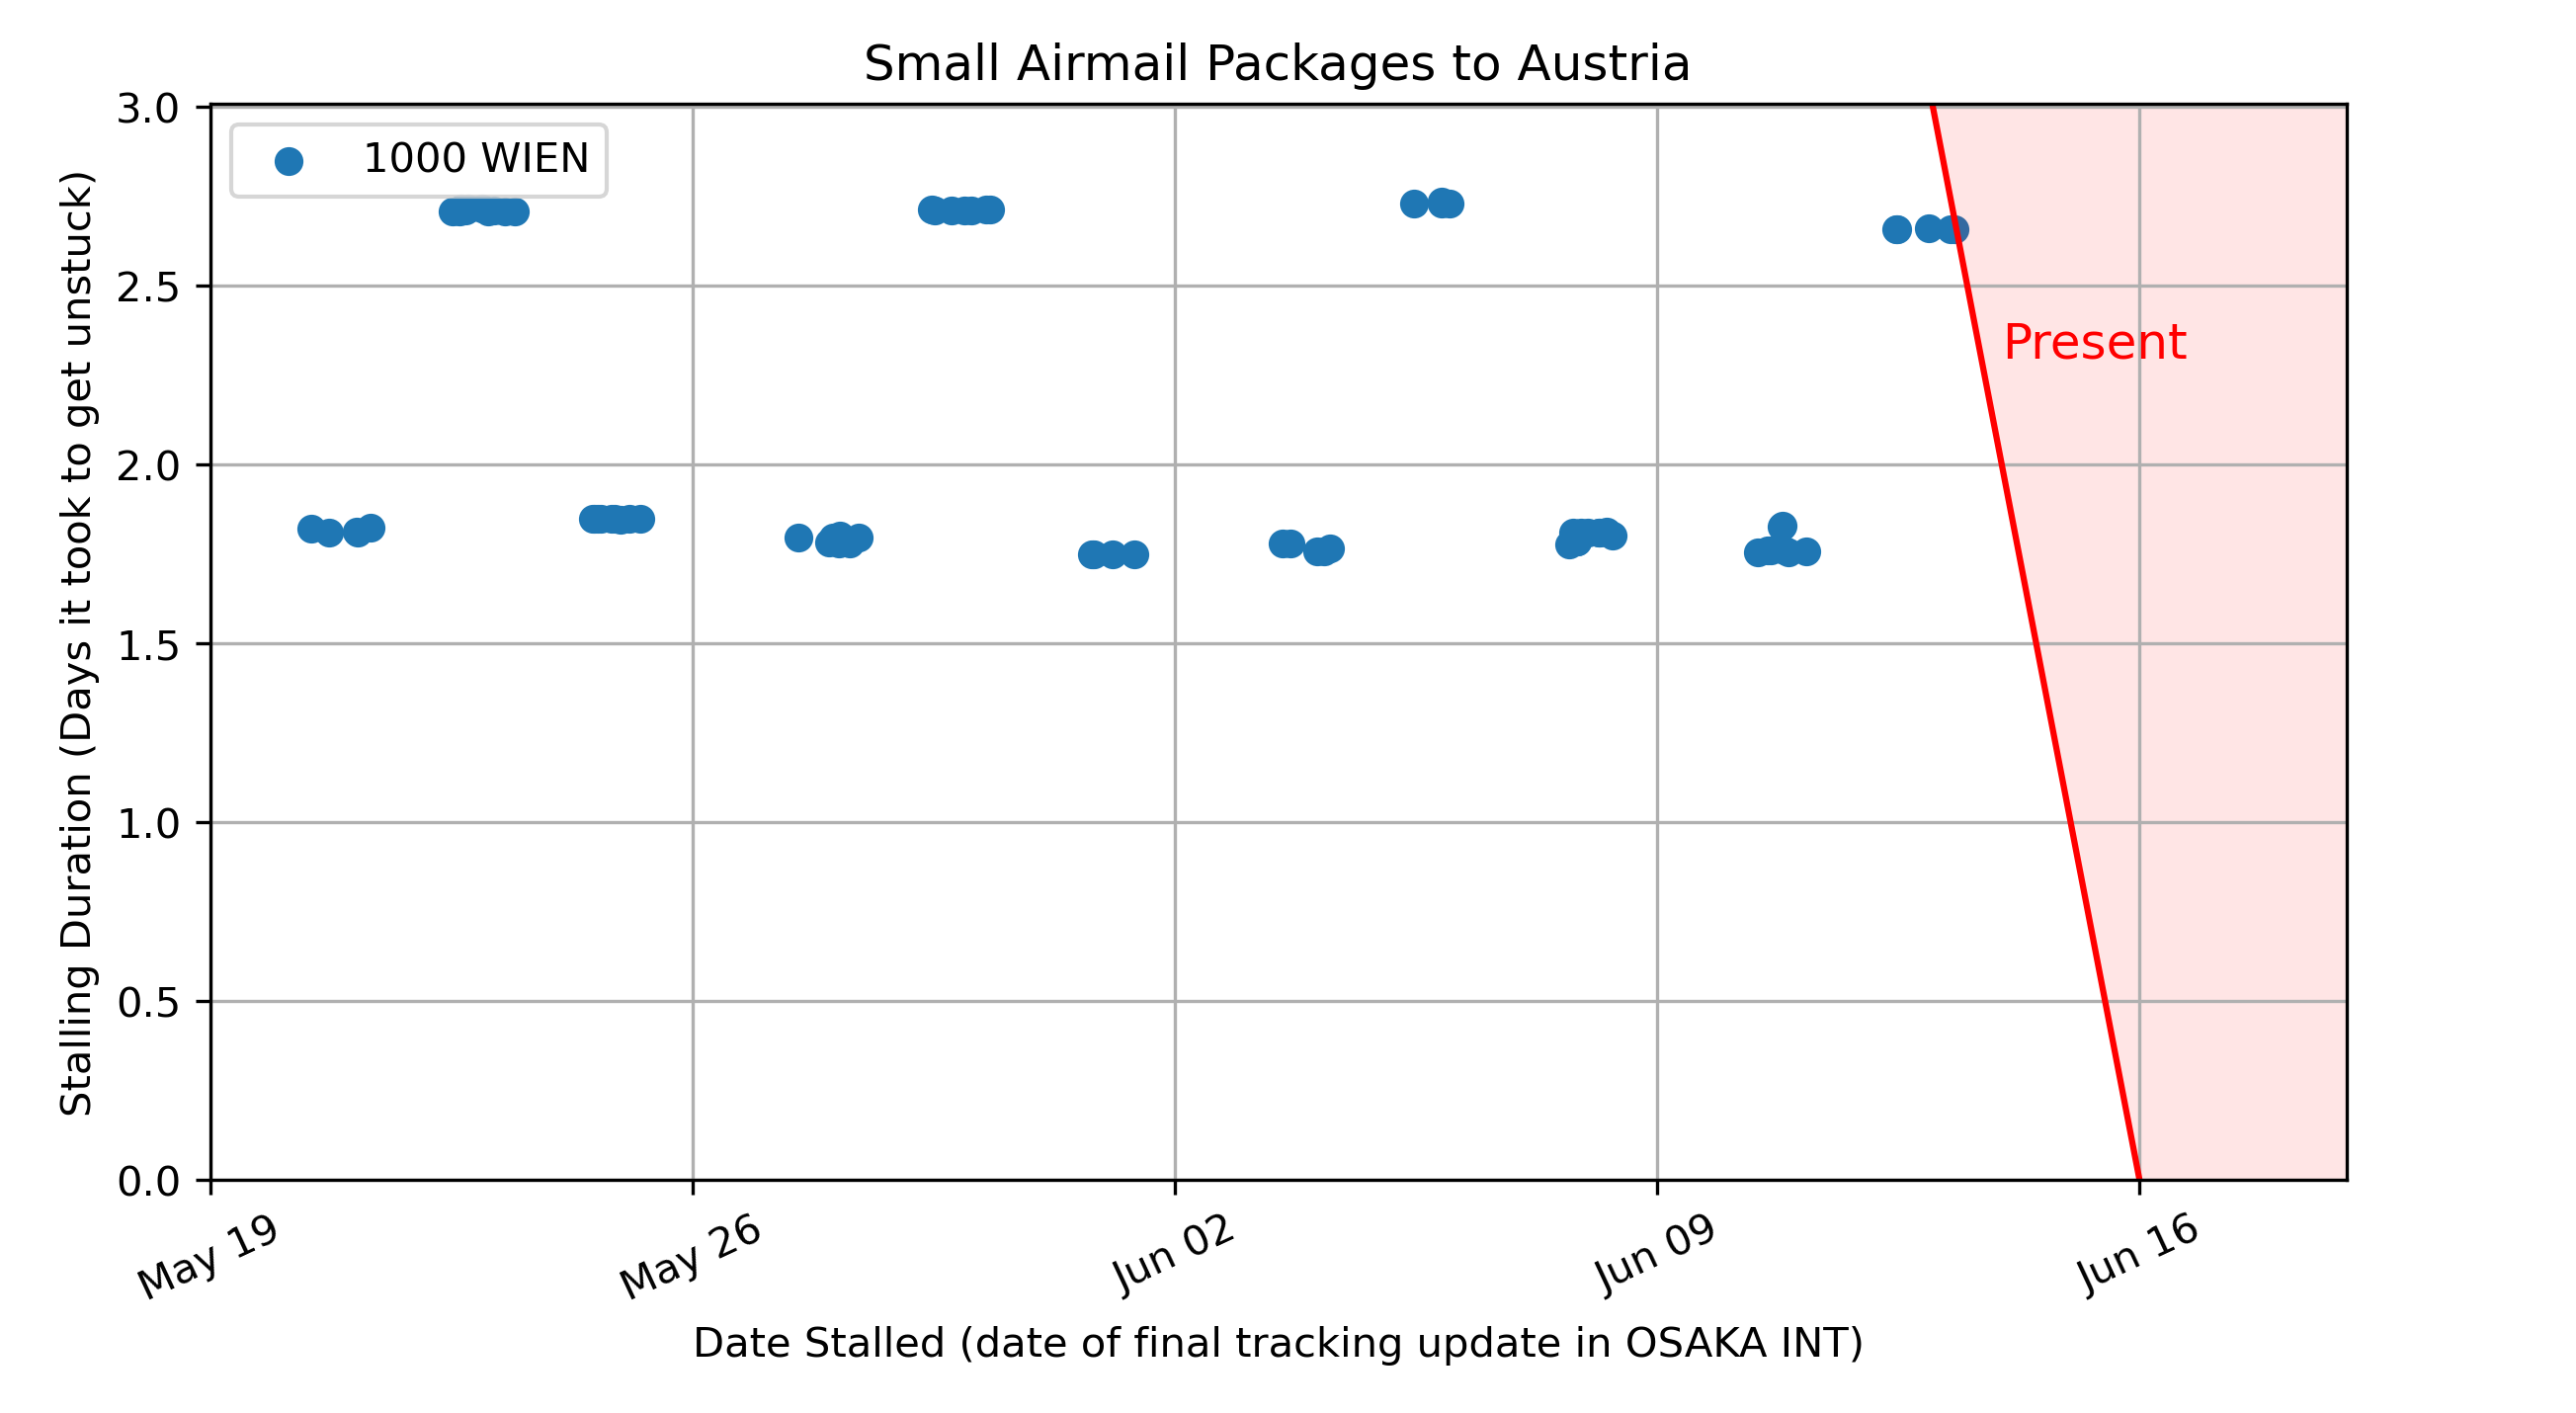 Small Airmail Packages to Austria
1000 WIEN
Present
3.0
2.5
2.0
1.5
1.0
0.5
0.0
Stalling Duration (Days it took to get unstuck)
May 19
May 26
Jun 02
Jun 09
Jun 16
Date Stalled (date of final tracking update in OSAKA INT)